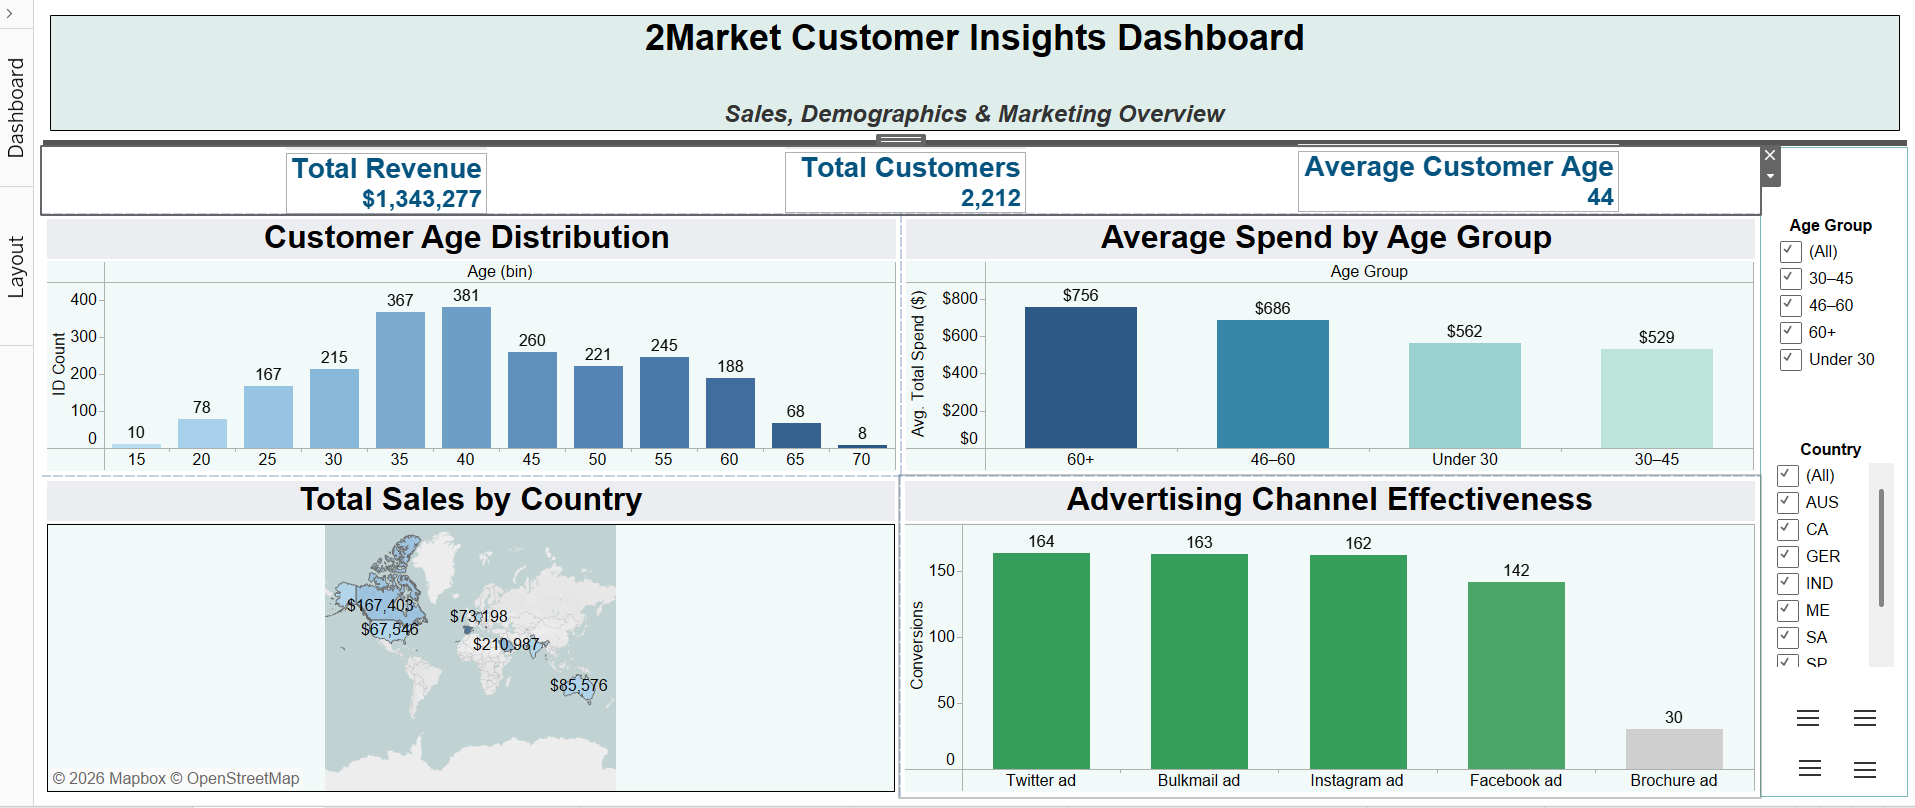 Dashboard
Layout
2Market Customer Insights Dashboard
Sales, Demographics & Marketing Overview
Total Revenue
$1,343,277
Total Customers
2,212
Average Customer Age
44
Customer Age Distribution
Age (bin)
ID Count
400
300
200
100
0
10
78
167
215
367
381
260
221
245
188
68
8
15
20
25
30
35
40
45
50
55
60
65
70
Average Spend by Age Group
Age Group
Avg. Total Spend ($)
$800
$600
$400
$200
$0
$756
$686
$562
$529
60+
46–60
Under 30
30–45
Total Sales by Country
$167,403
$67,546
$73,198
$210,987
$85,576
© 2026 Mapbox © OpenStreetMap
Advertising Channel Effectiveness
Conversions
150
100
50
0
164
163
162
142
30
Twitter ad
Bulkmail ad
Instagram ad
Facebook ad
Brochure ad
Age Group
(All)
30–45
46–60
60+
Under 30
Country
(All)
AUS
CA
GER
IND
ME
SA
SP